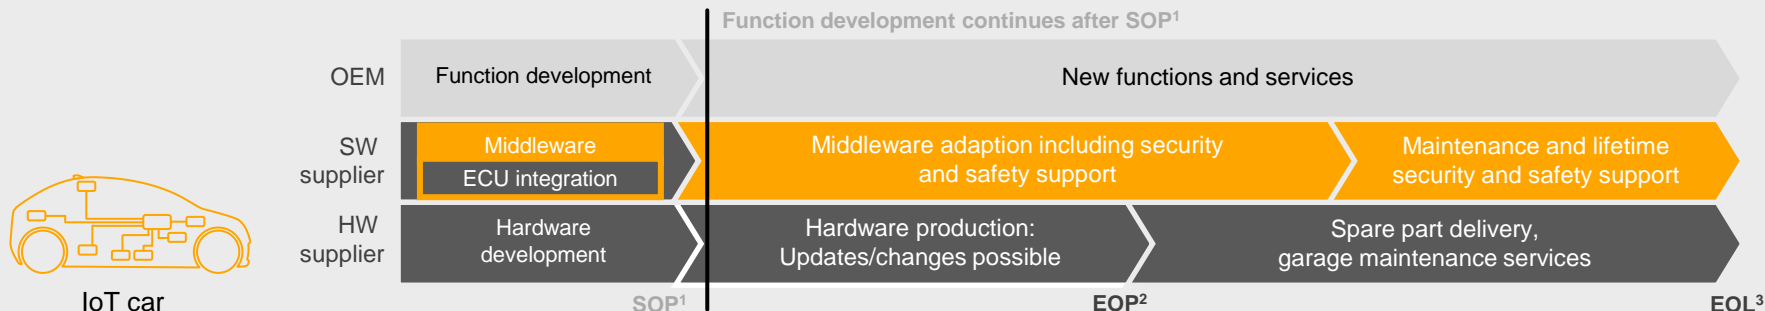 Function development continues after SOP¹
OEM
Function development
New functions and services
SW
supplier
Middleware
ECU integration
Middleware adaption including security
and safety support
Maintenance and lifetime
security and safety support
HW
supplier
Hardware
development
Hardware production:
Updates/changes possible
Spare part delivery,
garage maintenance services
IoT car
SOP¹
EOP²
EOL³